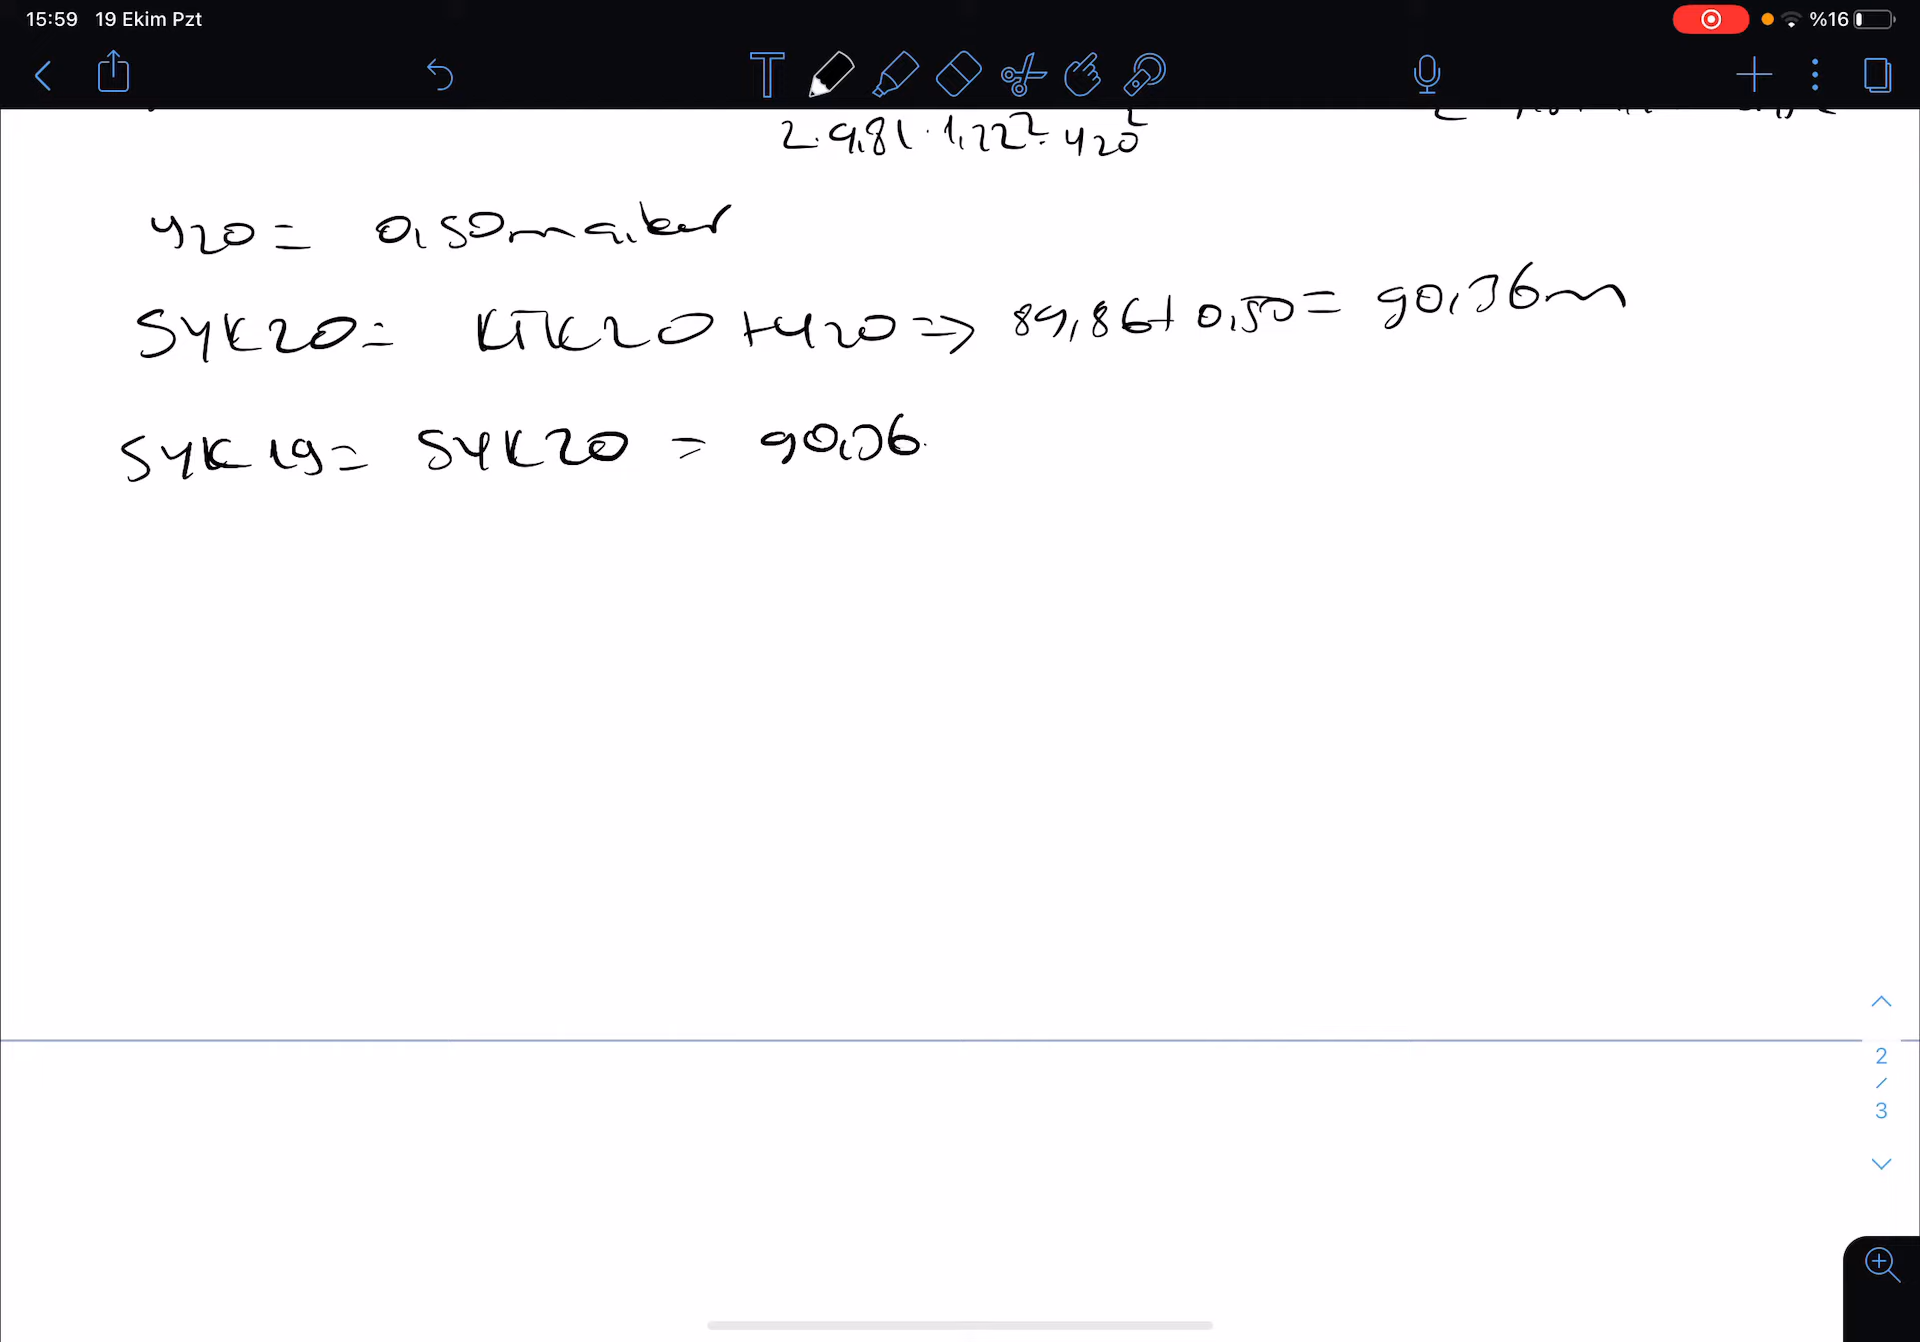 15:59 19 Ekim Pzt %16
2·9,81·1,22²·y20²
y20 = 0,50m a.kar
SYK20 = KTK20 + y20 => 89,86 + 0,50 = 90,36m
SYK19 = SYK20 = 90,36.
2
/
3